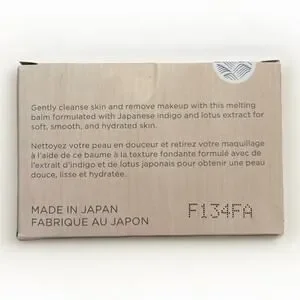 Gently cleanse skin and remove makeup with this melting
balm formulated with Japanese indigo and lotus extract for
soft, smooth, and hydrated skin.
Nettoyez votre peau en douceur et retirez votre maquillage
à l'aide de ce baume à la texture fondante formulé avec de
l'extrait d'indigo et de lotus japonais pour obtenir une peau
douce, lisse et hydratée.
MADE IN JAPAN
FABRIQUE AU JAPON
F134FA